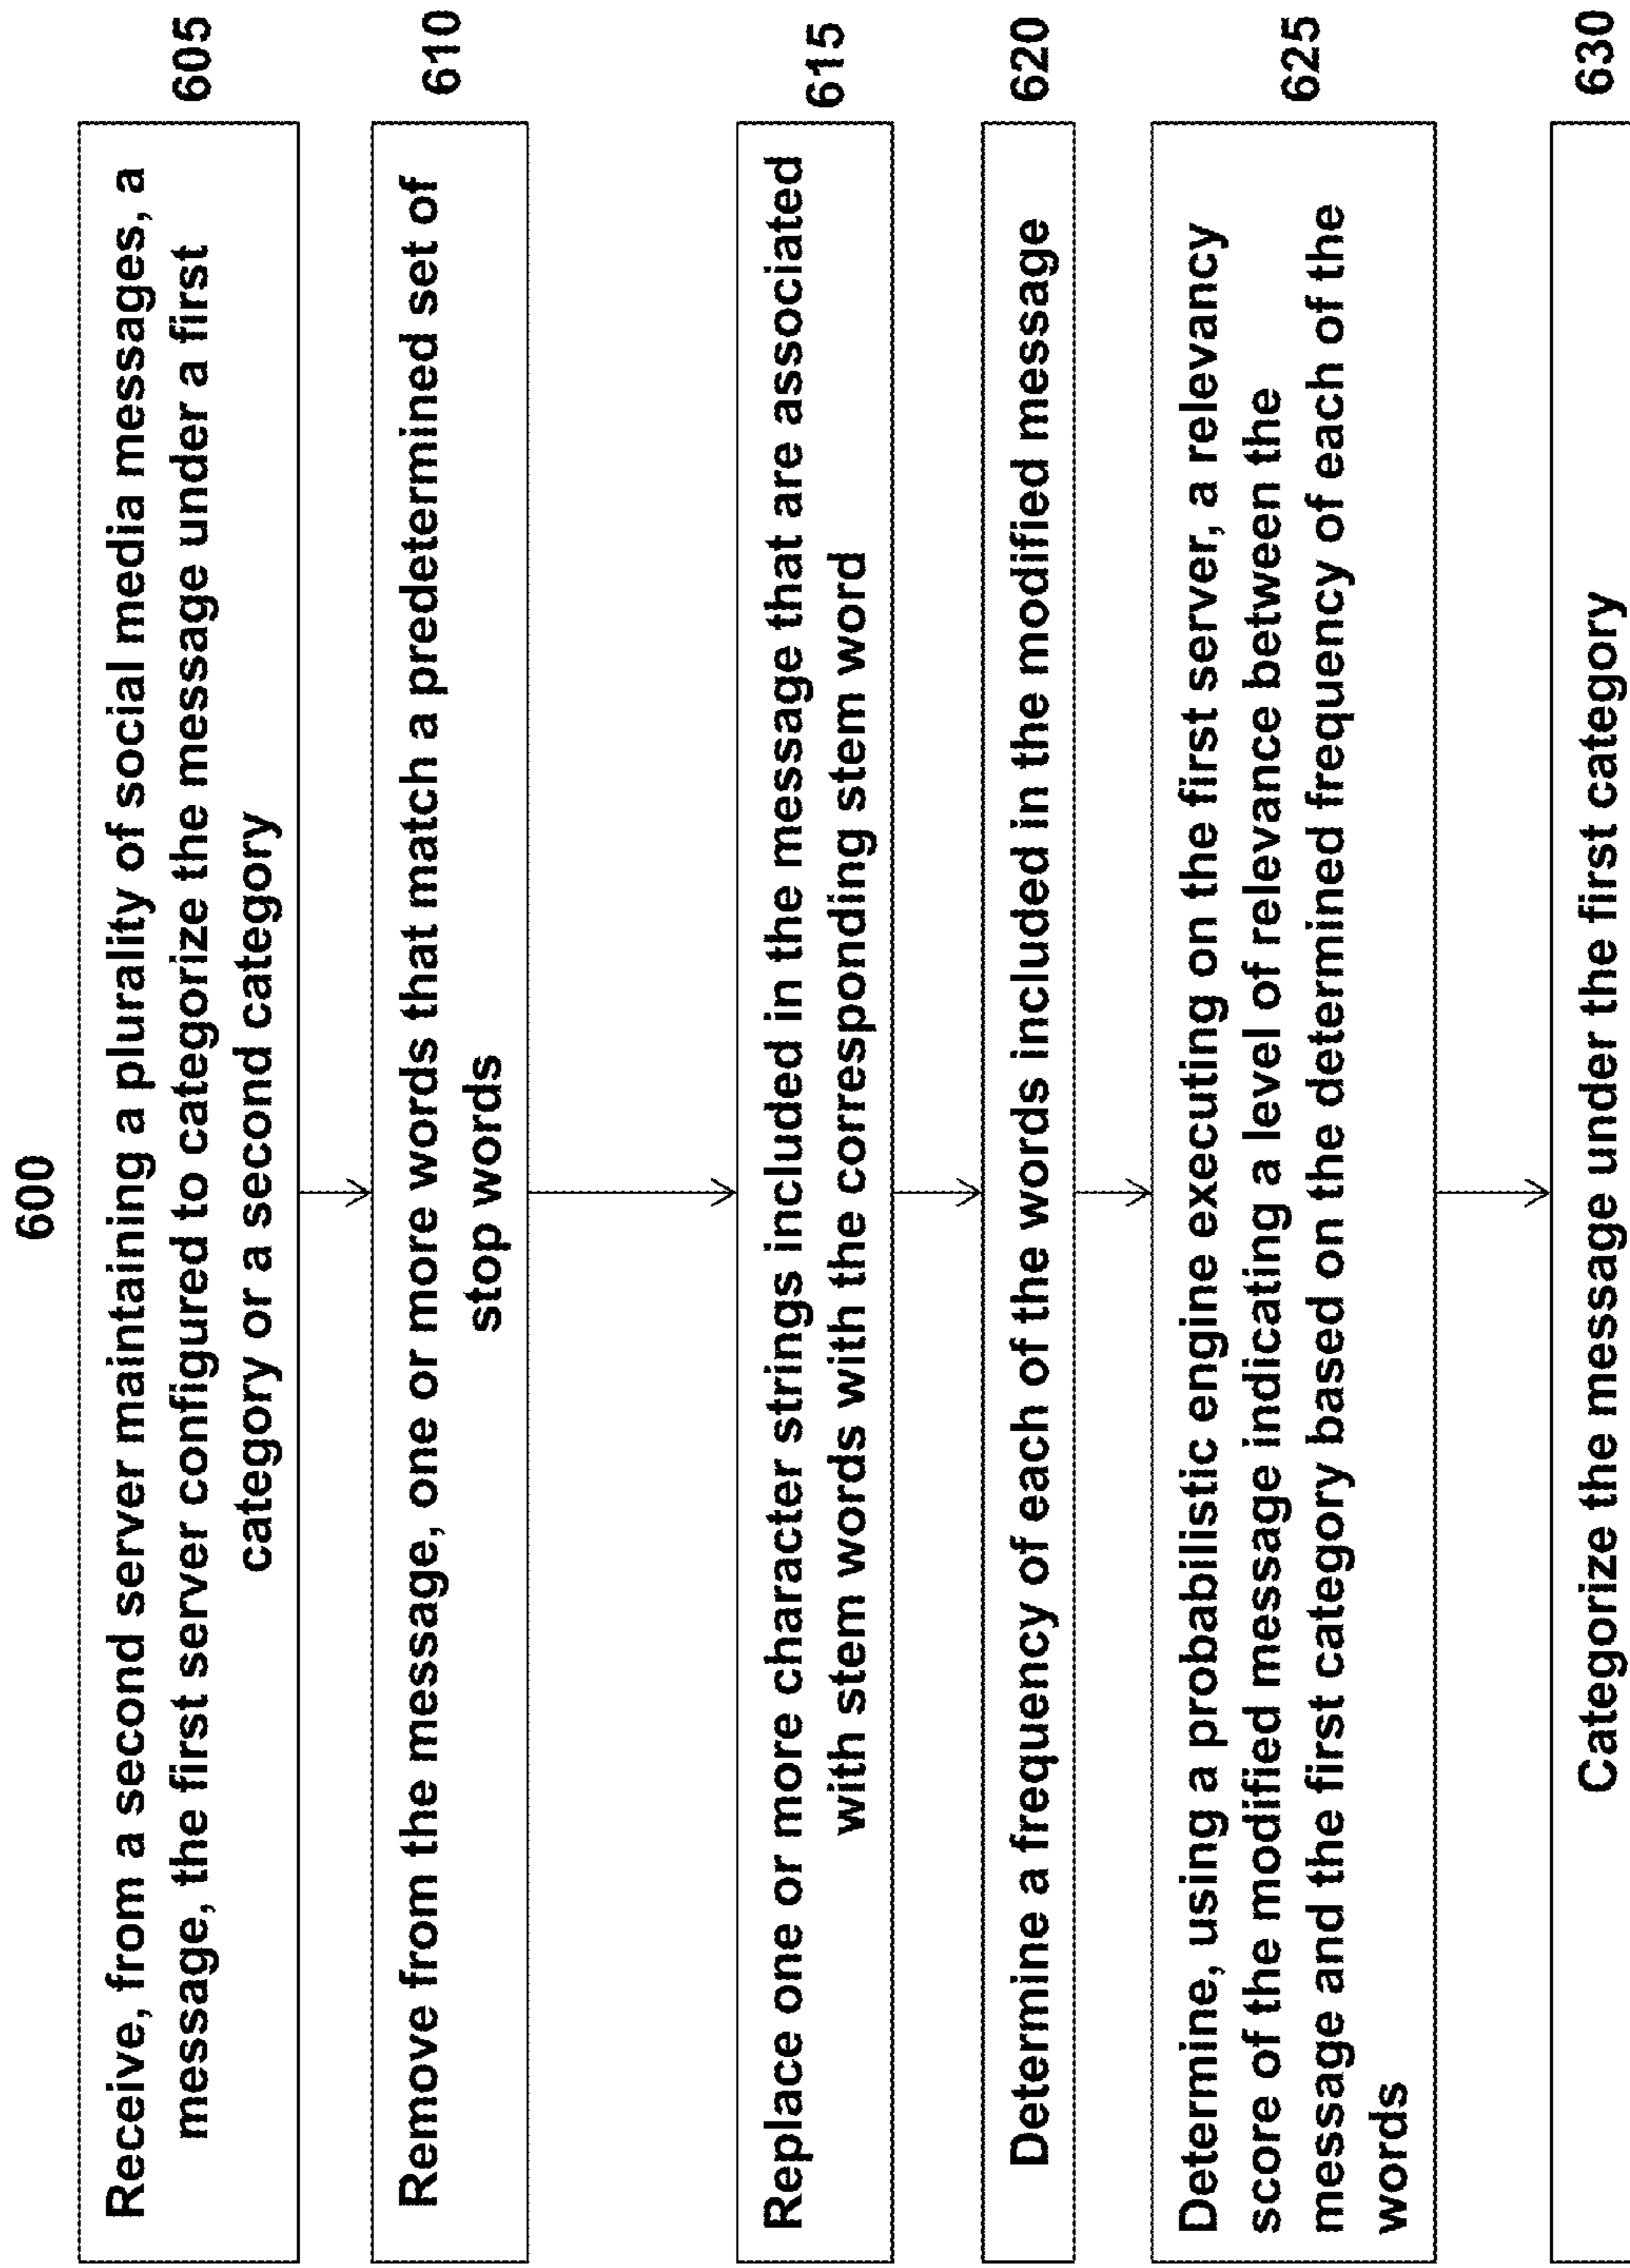 600
Receive, from a second server maintaining a plurality of social media messages, a
message, the first server configured to categorize the message under a first
category or a second category
605
Remove from the message, one or more words that match a predetermined set of
stop words
610
Replace one or more character strings included in the message that are associated
with stem words with the corresponding stem word
615
Determine a frequency of each of the words included in the modified message
620
Determine, using a probabilistic engine executing on the first server, a relevancy
score of the modified message indicating a level of relevance between the
message and the first category based on the determined frequency of each of the
words
625
Categorize the message under the first category
630